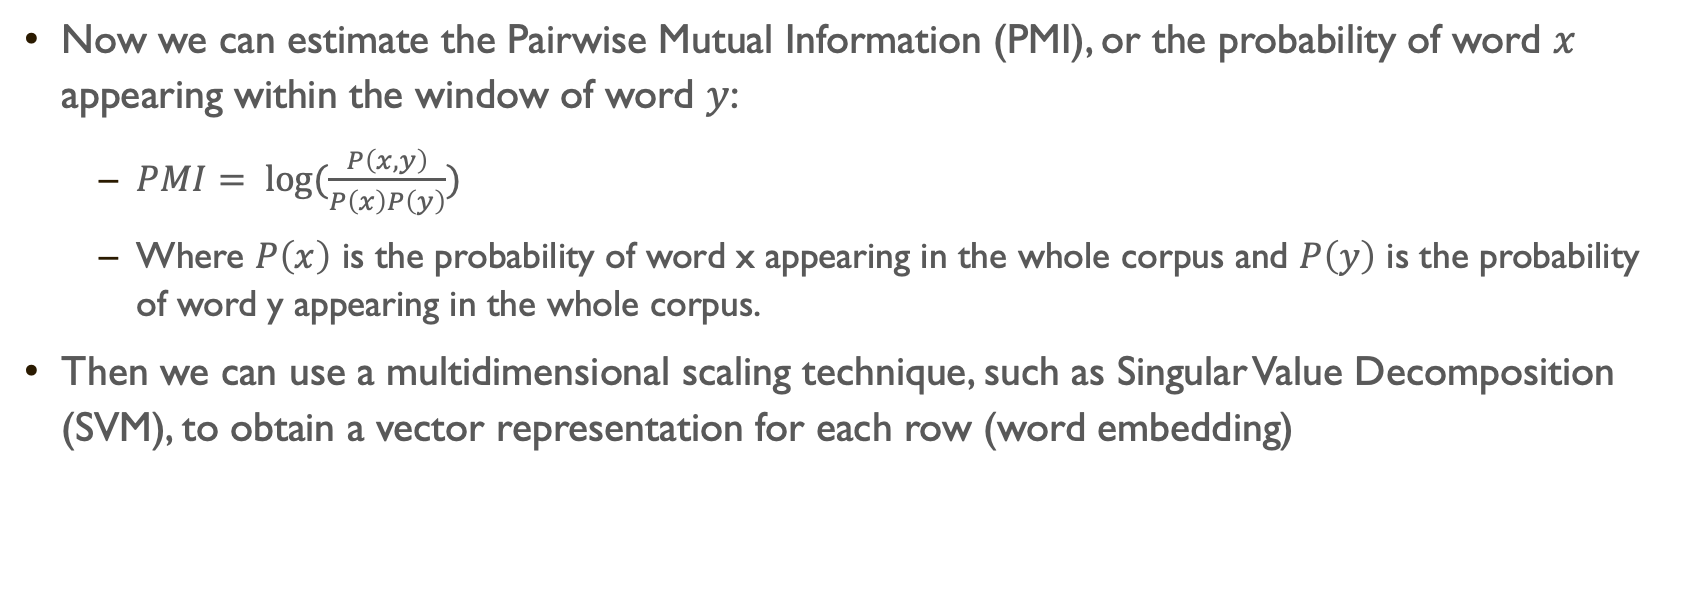 • Now we can estimate the Pairwise Mutual Information (PMI), or the probability of word x
appearing within the window of word y:
– PMI = log(P(x,y)/P(x)P(y))
– Where P(x) is the probability of word x appearing in the whole corpus and P(y) is the probability
of word y appearing in the whole corpus.
• Then we can use a multidimensional scaling technique, such as Singular Value Decomposition
(SVM), to obtain a vector representation for each row (word embedding)